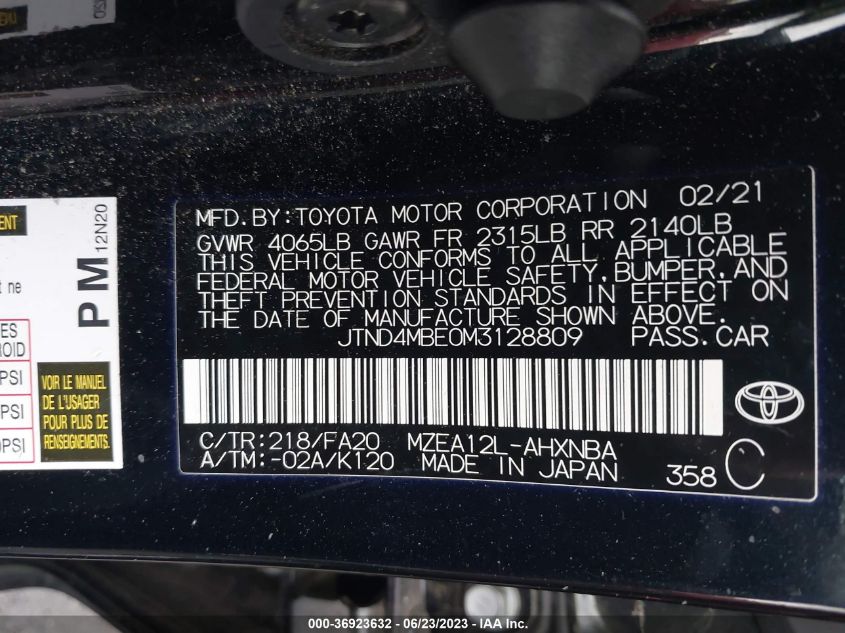 MFD.BY:TOYOTA MOTOR CORPORATION 02/21
GVWR 4065LB GAWR FR 2315LB RR 2140LB
THIS VEHICLE CONFORMS TO ALL APPLICABLE
FEDERAL MOTOR VEHICLE SAFETY, BUMPER, AND
THEFT PREVENTION STANDARDS IN EFFECT ON
THE DATE OF MANUFACTURE SHOWN ABOVE.
JTND4MBE0M3128809 PASS.CAR
C/TR:218/FA20 MZEA12L-AHXNBA
A/TM:-02A/K120 MADE IN JAPAN 358 C
PM 12N20
VOIR LE MANUEL
DE L'USAGER
POUR PLUS DE
RENSEIGNEMENTS.
PSI
PSI
PSI
000-36923632 - 06/23/2023 - IAA Inc.